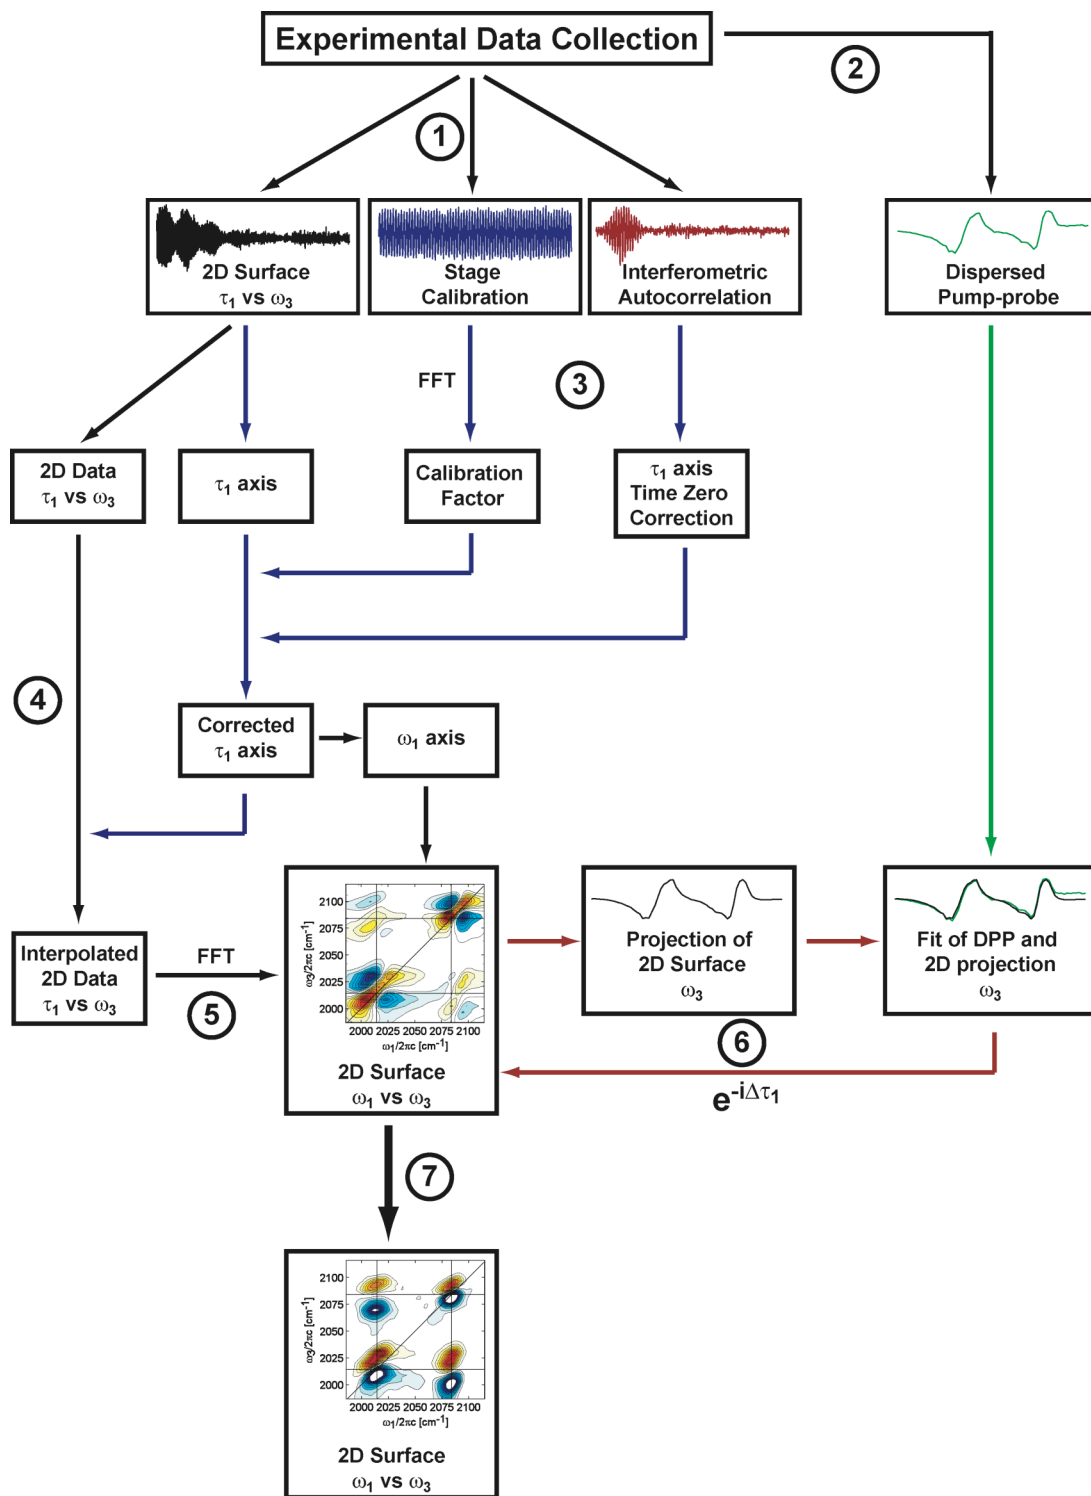 Experimental Data Collection
2
1
2D Surface
τ1 vs ω3
Stage
Calibration
Interferometric
Autocorrelation
Dispersed
Pump-probe
FFT
3
2D Data
τ1 vs ω3
τ1 axis
Calibration
Factor
τ1 axis
Time Zero
Correction
4
Corrected
τ1 axis
ω1 axis
Interpolated
2D Data
τ1 vs ω3
FFT
5
ω3/2πc [cm-1]
2100
2075
2050
2025
2000
2000 2025 2050 2075 2100
ω1/2πc [cm-1]
2D Surface
ω1 vs ω3
Projection of
2D Surface
ω3
Fit of DPP and
2D projection
ω3
6
e-iΔτ1
7
ω3/2πc [cm-1]
2100
2075
2050
2025
2000
2000 2025 2050 2075 2100
ω1/2πc [cm-1]
2D Surface
ω1 vs ω3